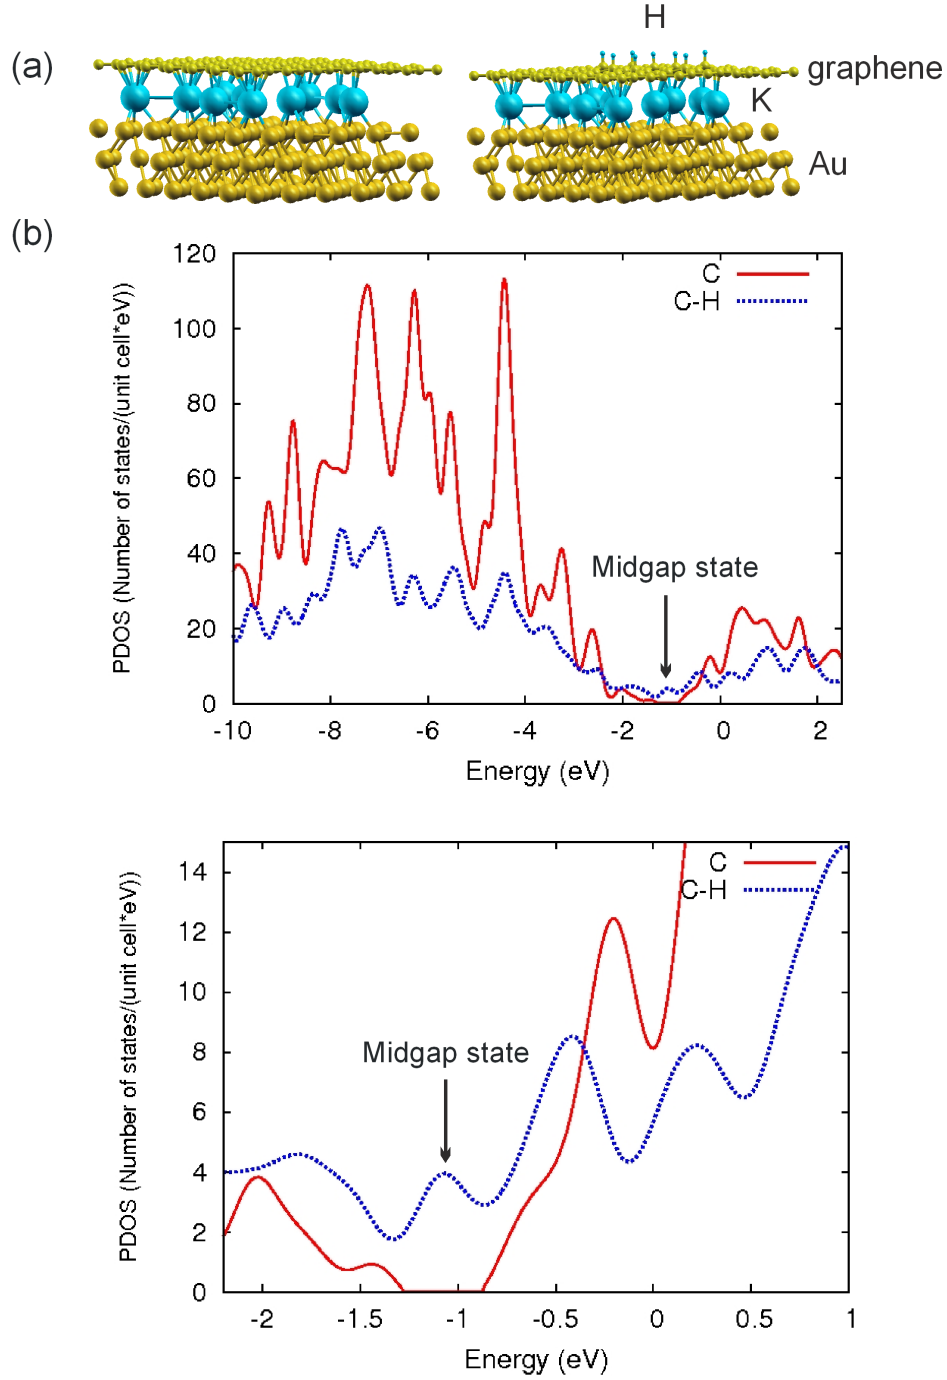 H
(a)
graphene
K
Au
(b)
120
100
80
60
40
20
0
PDOS (Number of states/(unit cell*eV))
C
C-H
Midgap state
-10 -8 -6 -4 -2 0 2
Energy (eV)
14
12
10
8
6
4
2
0
PDOS (Number of states/(unit cell*eV))
C
C-H
Midgap state
-2 -1.5 -1 -0.5 0 0.5 1
Energy (eV)